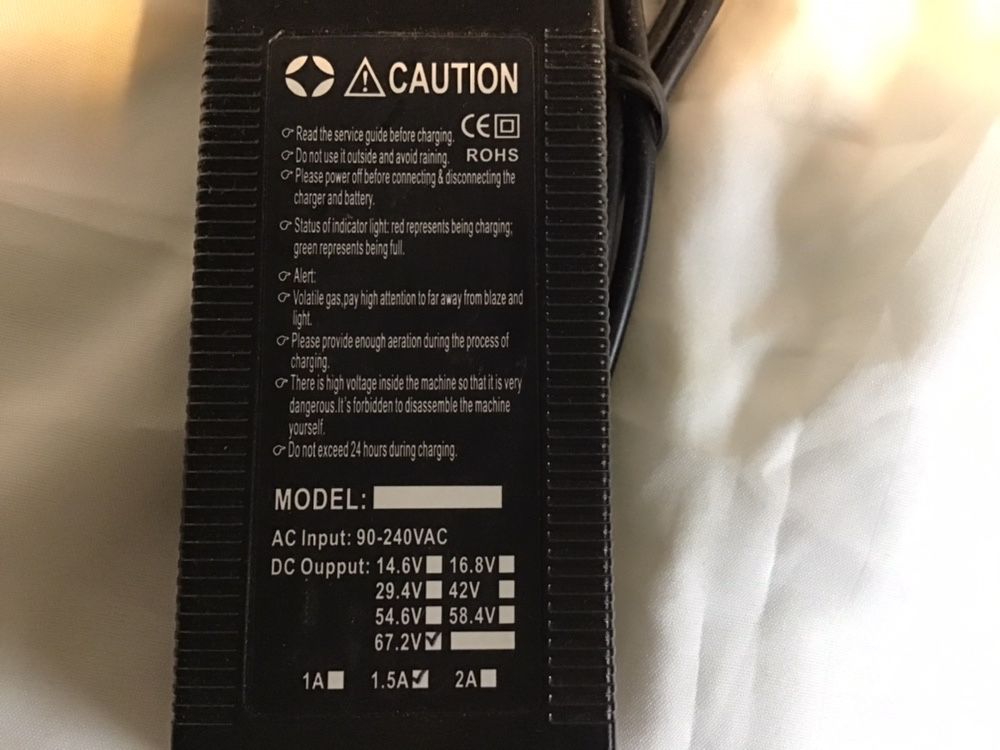 CAUTION
Read the service guide before charging.
CE
Do not use it outside and avoid raining.
ROHS
Please power off before connecting & disconnecting the
charger and battery.
Status of indicator light: red represents being charging;
green represents being full.
Alert:
Volatile gas,pay high attention to far away from blaze and
light.
Please provide enough aeration during the process of
charging.
There is high voltage inside the machine so that it is very
dangerous.It's forbidden to disassemble the machine
yourself.
Do not exceed 24 hours during charging.
MODEL:
AC Input: 90-240VAC
DC Oupput: 14.6V 16.8V
29.4V 42V
54.6V 58.4V
67.2V
1A 1.5A 2A